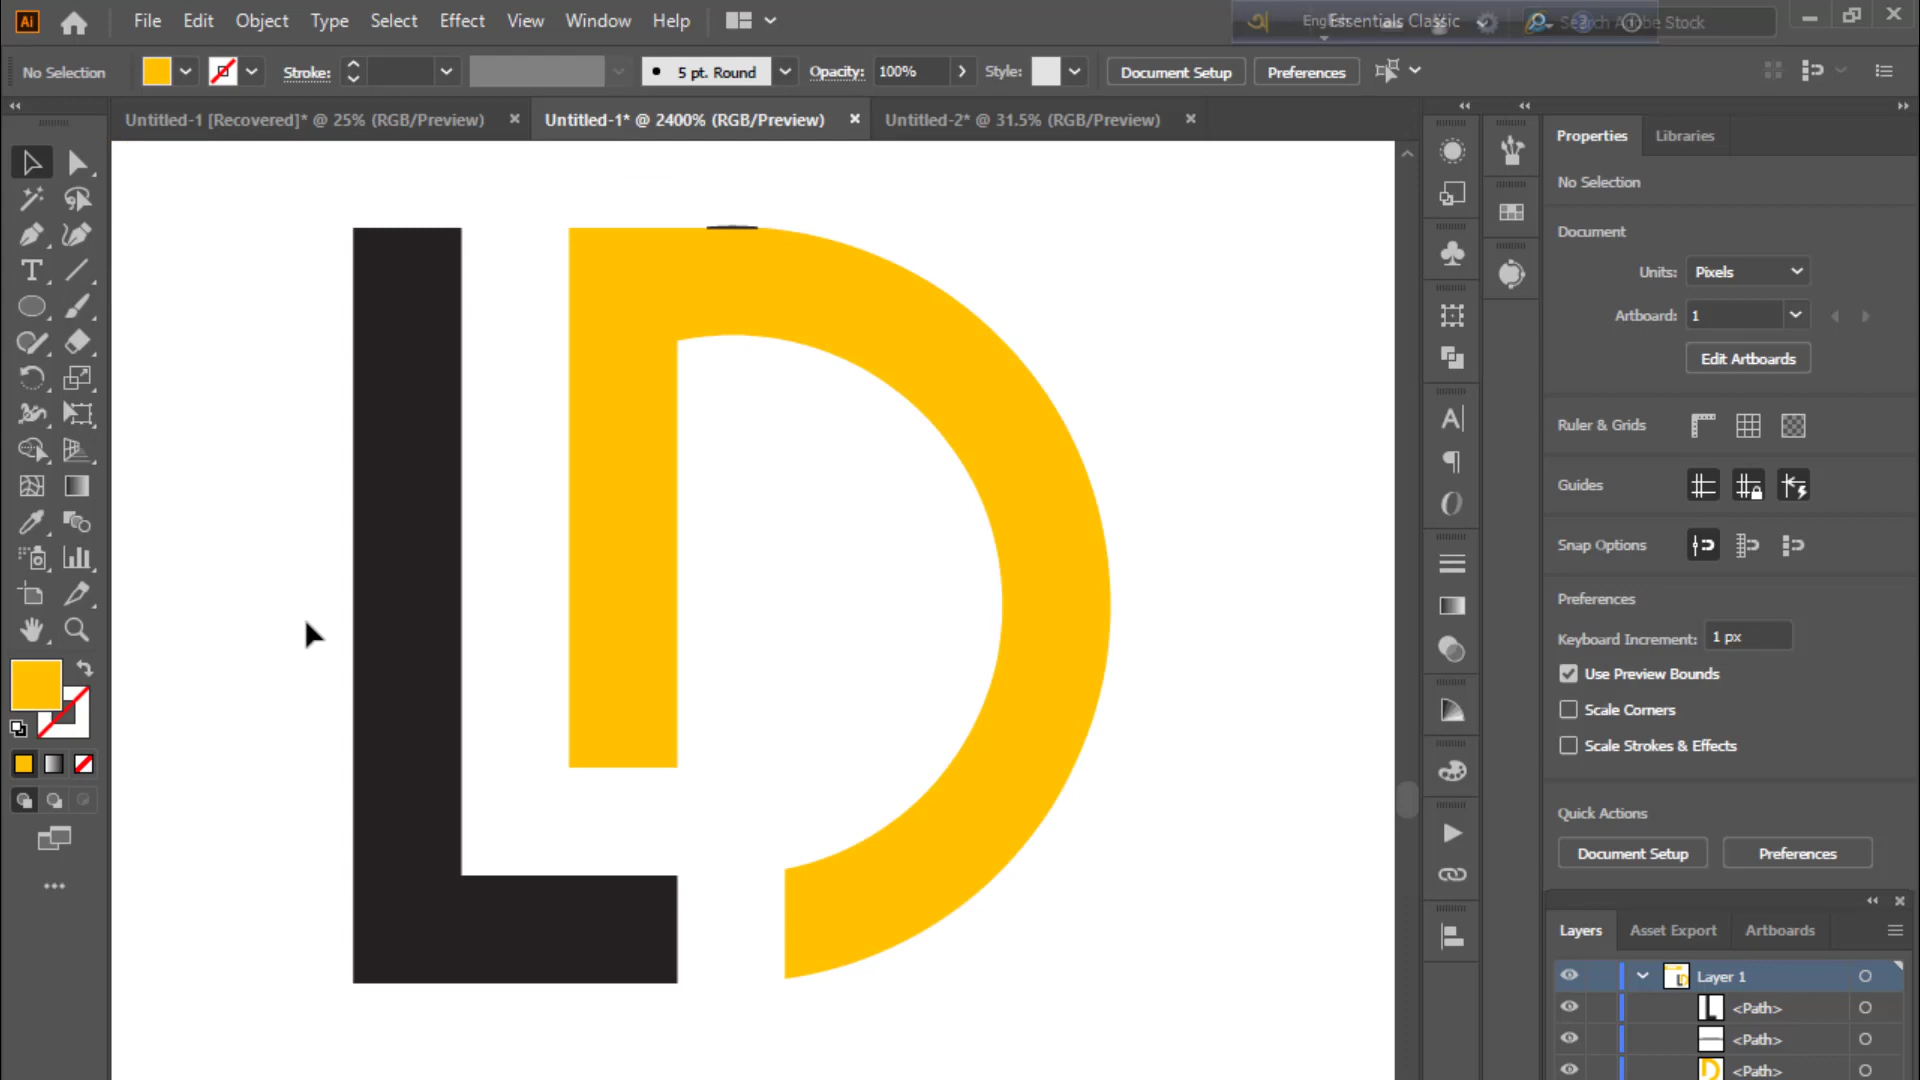 Ai File Edit Object Type Select Effect View Window Help Essentials Classic Search Adobe Stock
No Selection Stroke: 5 pt. Round Opacity: 100% Style: Document Setup Preferences
Untitled-1 [Recovered]* @ 25% (RGB/Preview) Untitled-1* @ 2400% (RGB/Preview) Untitled-2* @ 31.5% (RGB/Preview)
Properties Libraries
No Selection
Document
Units: Pixels
Artboard: 1
Edit Artboards
Ruler & Grids
Guides
Snap Options
Preferences
Keyboard Increment: 1 px
Use Preview Bounds
Scale Corners
Scale Strokes & Effects
Quick Actions
Document Setup Preferences
Layers Asset Export Artboards
Layer 1
<Path>
<Path>
<Path>
LD